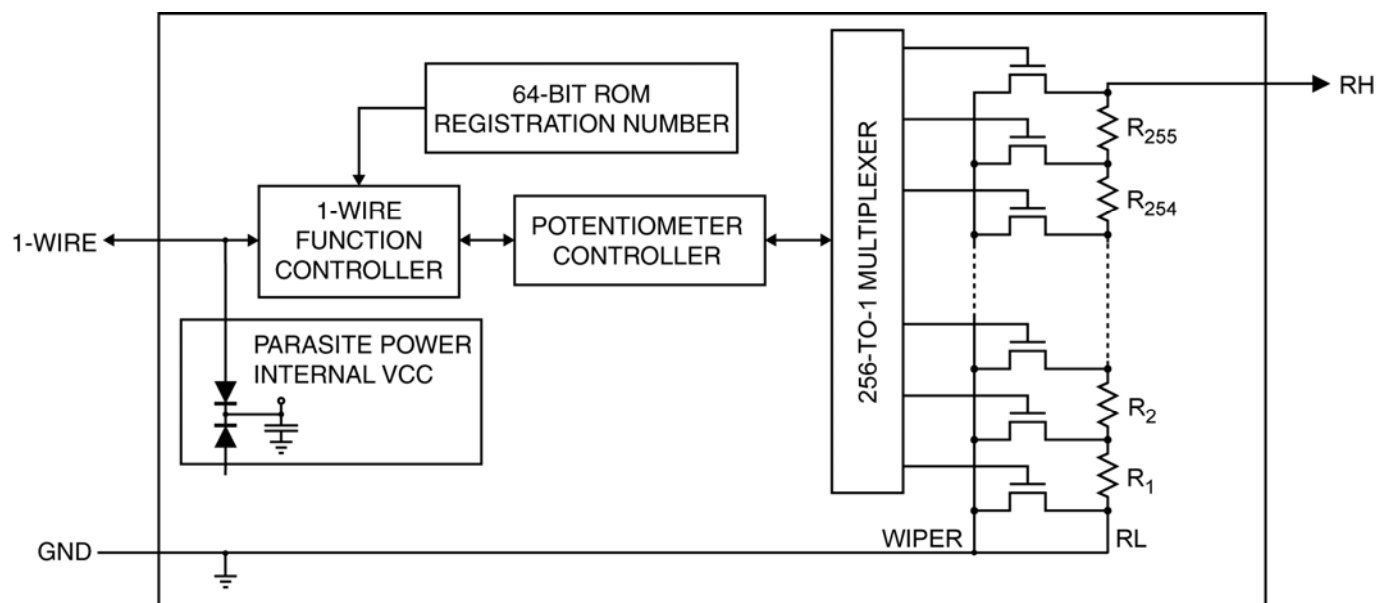 64-BIT ROM
REGISTRATION NUMBER
RH
R255
R254
256-TO-1 MULTIPLEXER
1-WIRE
1-WIRE
FUNCTION
CONTROLLER
POTENTIOMETER
CONTROLLER
PARASITE POWER
INTERNAL VCC
R2
R1
GND
WIPER
RL